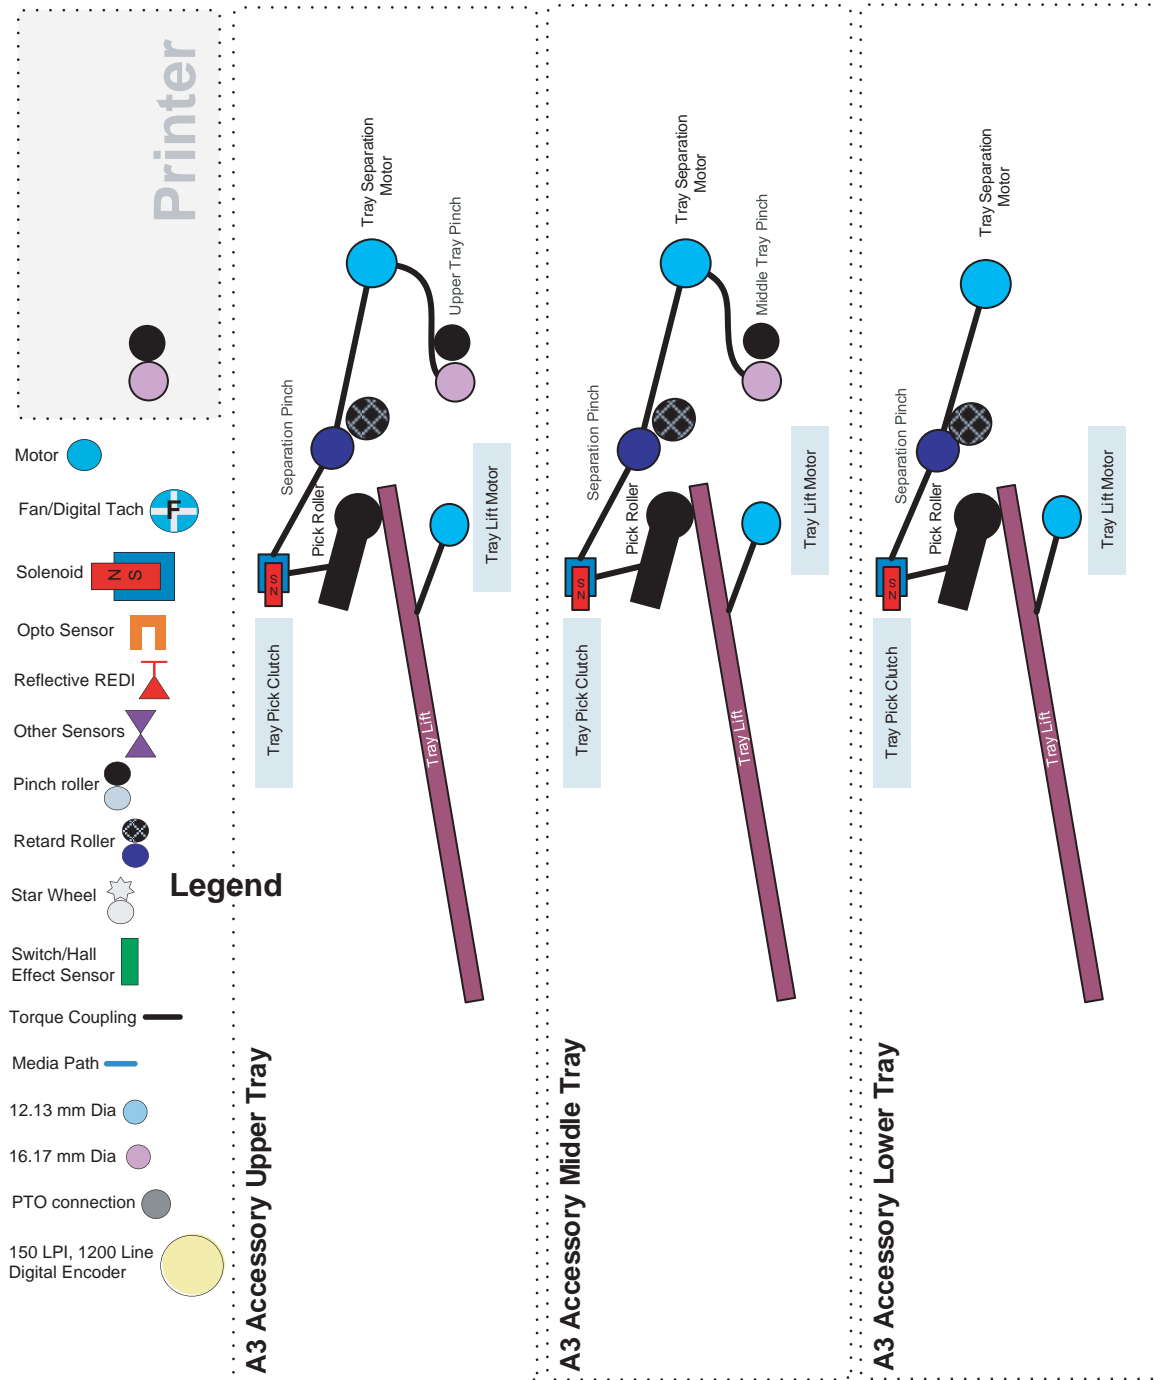 Printer
Motor
Fan/Digital Tach
F
Solenoid
N S
Opto Sensor
Reflective REDI
Other Sensors
Pinch roller
Retard Roller
Star Wheel
Legend
Switch/Hall
Effect Sensor
Torque Coupling
Media Path
12.13 mm Dia
16.17 mm Dia
PTO connection
150 LPI, 1200 Line
Digital Encoder
A3 Accessory Upper Tray
Tray Separation
Motor
Upper Tray Pinch
Separation Pinch
Pick Roller
Tray Lift Motor
S N
Tray Pick Clutch
Tray Lift
A3 Accessory Middle Tray
Tray Separation
Motor
Middle Tray Pinch
Separation Pinch
Pick Roller
Tray Lift Motor
S N
Tray Pick Clutch
Tray Lift
A3 Accessory Lower Tray
Tray Separation
Motor
Separation Pinch
Pick Roller
Tray Lift Motor
S N
Tray Pick Clutch
Tray Lift